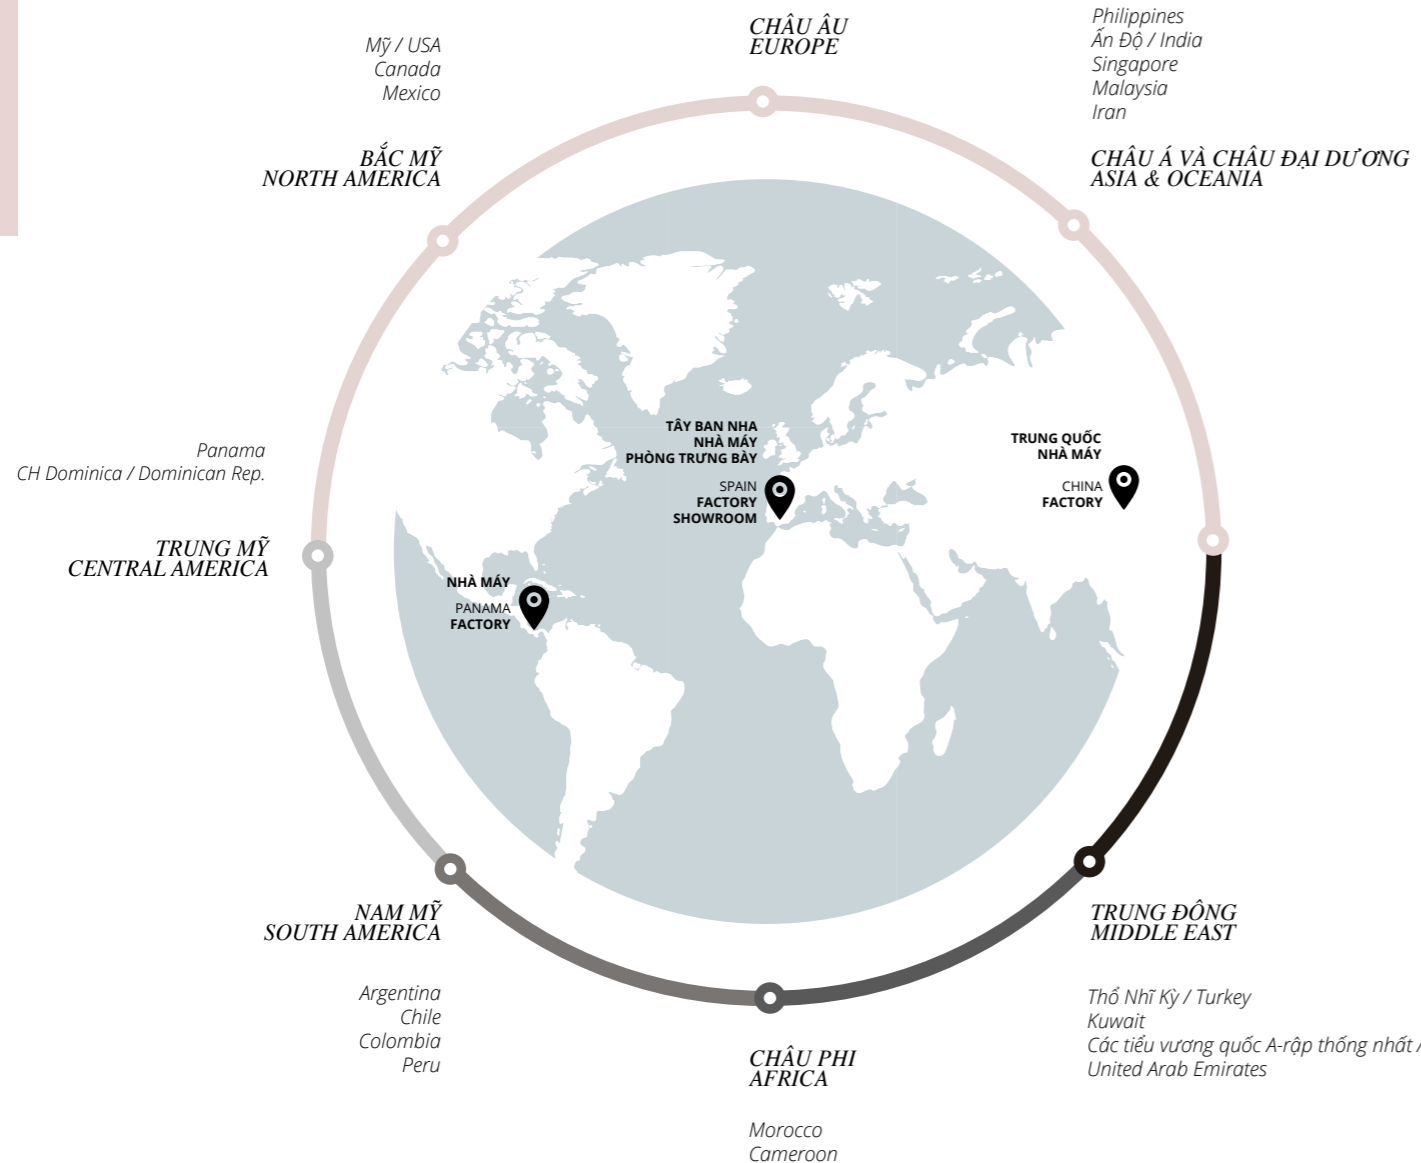 Mỹ / USA
Canada
Mexico
BẮC MỸ
NORTH AMERICA
CHÂU ÂU
EUROPE
Philippines
Ấn Độ / India
Singapore
Malaysia
Iran
CHÂU Á VÀ CHÂU ĐẠI DƯƠNG
ASIA & OCEANIA
Panama
CH Dominica / Dominican Rep.
TRUNG MỸ
CENTRAL AMERICA
TÂY BAN NHA
NHÀ MÁY
PHÒNG TRƯNG BÀY
SPAIN
FACTORY
SHOWROOM
TRUNG QUỐC
NHÀ MÁY
CHINA
FACTORY
NHÀ MÁY
PANAMA
FACTORY
NAM MỸ
SOUTH AMERICA
Argentina
Chile
Colombia
Peru
CHÂU PHI
AFRICA
Morocco
Cameroon
TRUNG ĐÔNG
MIDDLE EAST
Thổ Nhĩ Kỳ / Turkey
Kuwait
Các tiểu vương quốc A-rập thống nhất /
United Arab Emirates